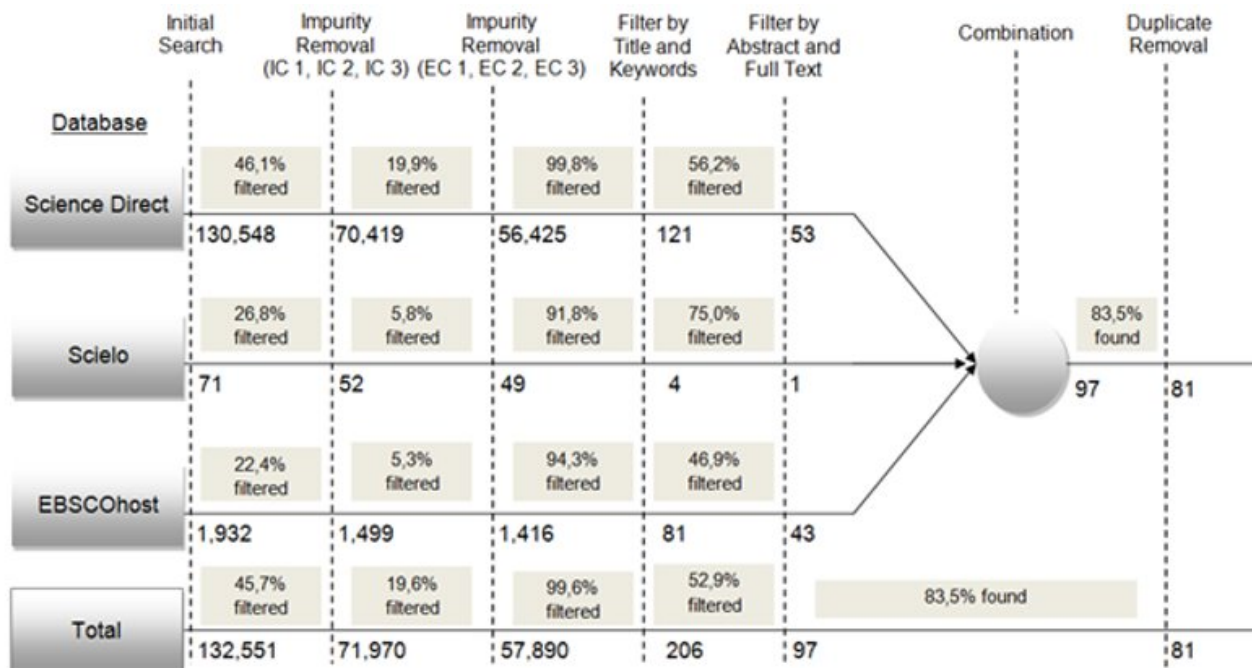 Initial
Search
Impurity
Removal
(IC 1, IC 2, IC 3)
Impurity
Removal
(EC 1, EC 2, EC 3)
Filter by
Title and
Keywords
Filter by
Abstract and
Full Text
Combination
Duplicate
Removal
Database
Science Direct
46,1%
filtered
19,9%
filtered
99,8%
filtered
56,2%
filtered
130,548
70,419
56,425
121
53
Scielo
26,8%
filtered
5,8%
filtered
91,8%
filtered
75,0%
filtered
83,5%
found
71
52
49
4
1
97
81
EBSCOhost
22,4%
filtered
5,3%
filtered
94,3%
filtered
46,9%
filtered
1,932
1,499
1,416
81
43
Total
45,7%
filtered
19,6%
filtered
99,6%
filtered
52,9%
filtered
83,5% found
132,551
71,970
57,890
206
97
81